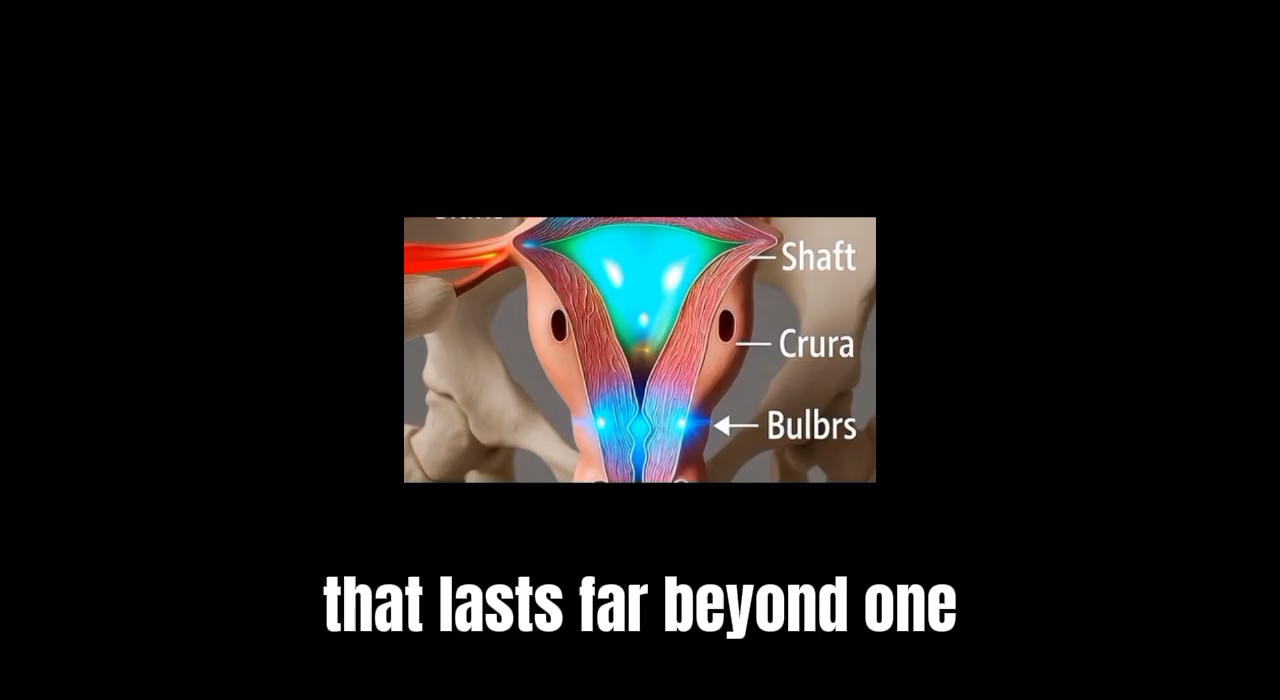 Shaft
Crura
Bulbrs
that lasts far beyond one